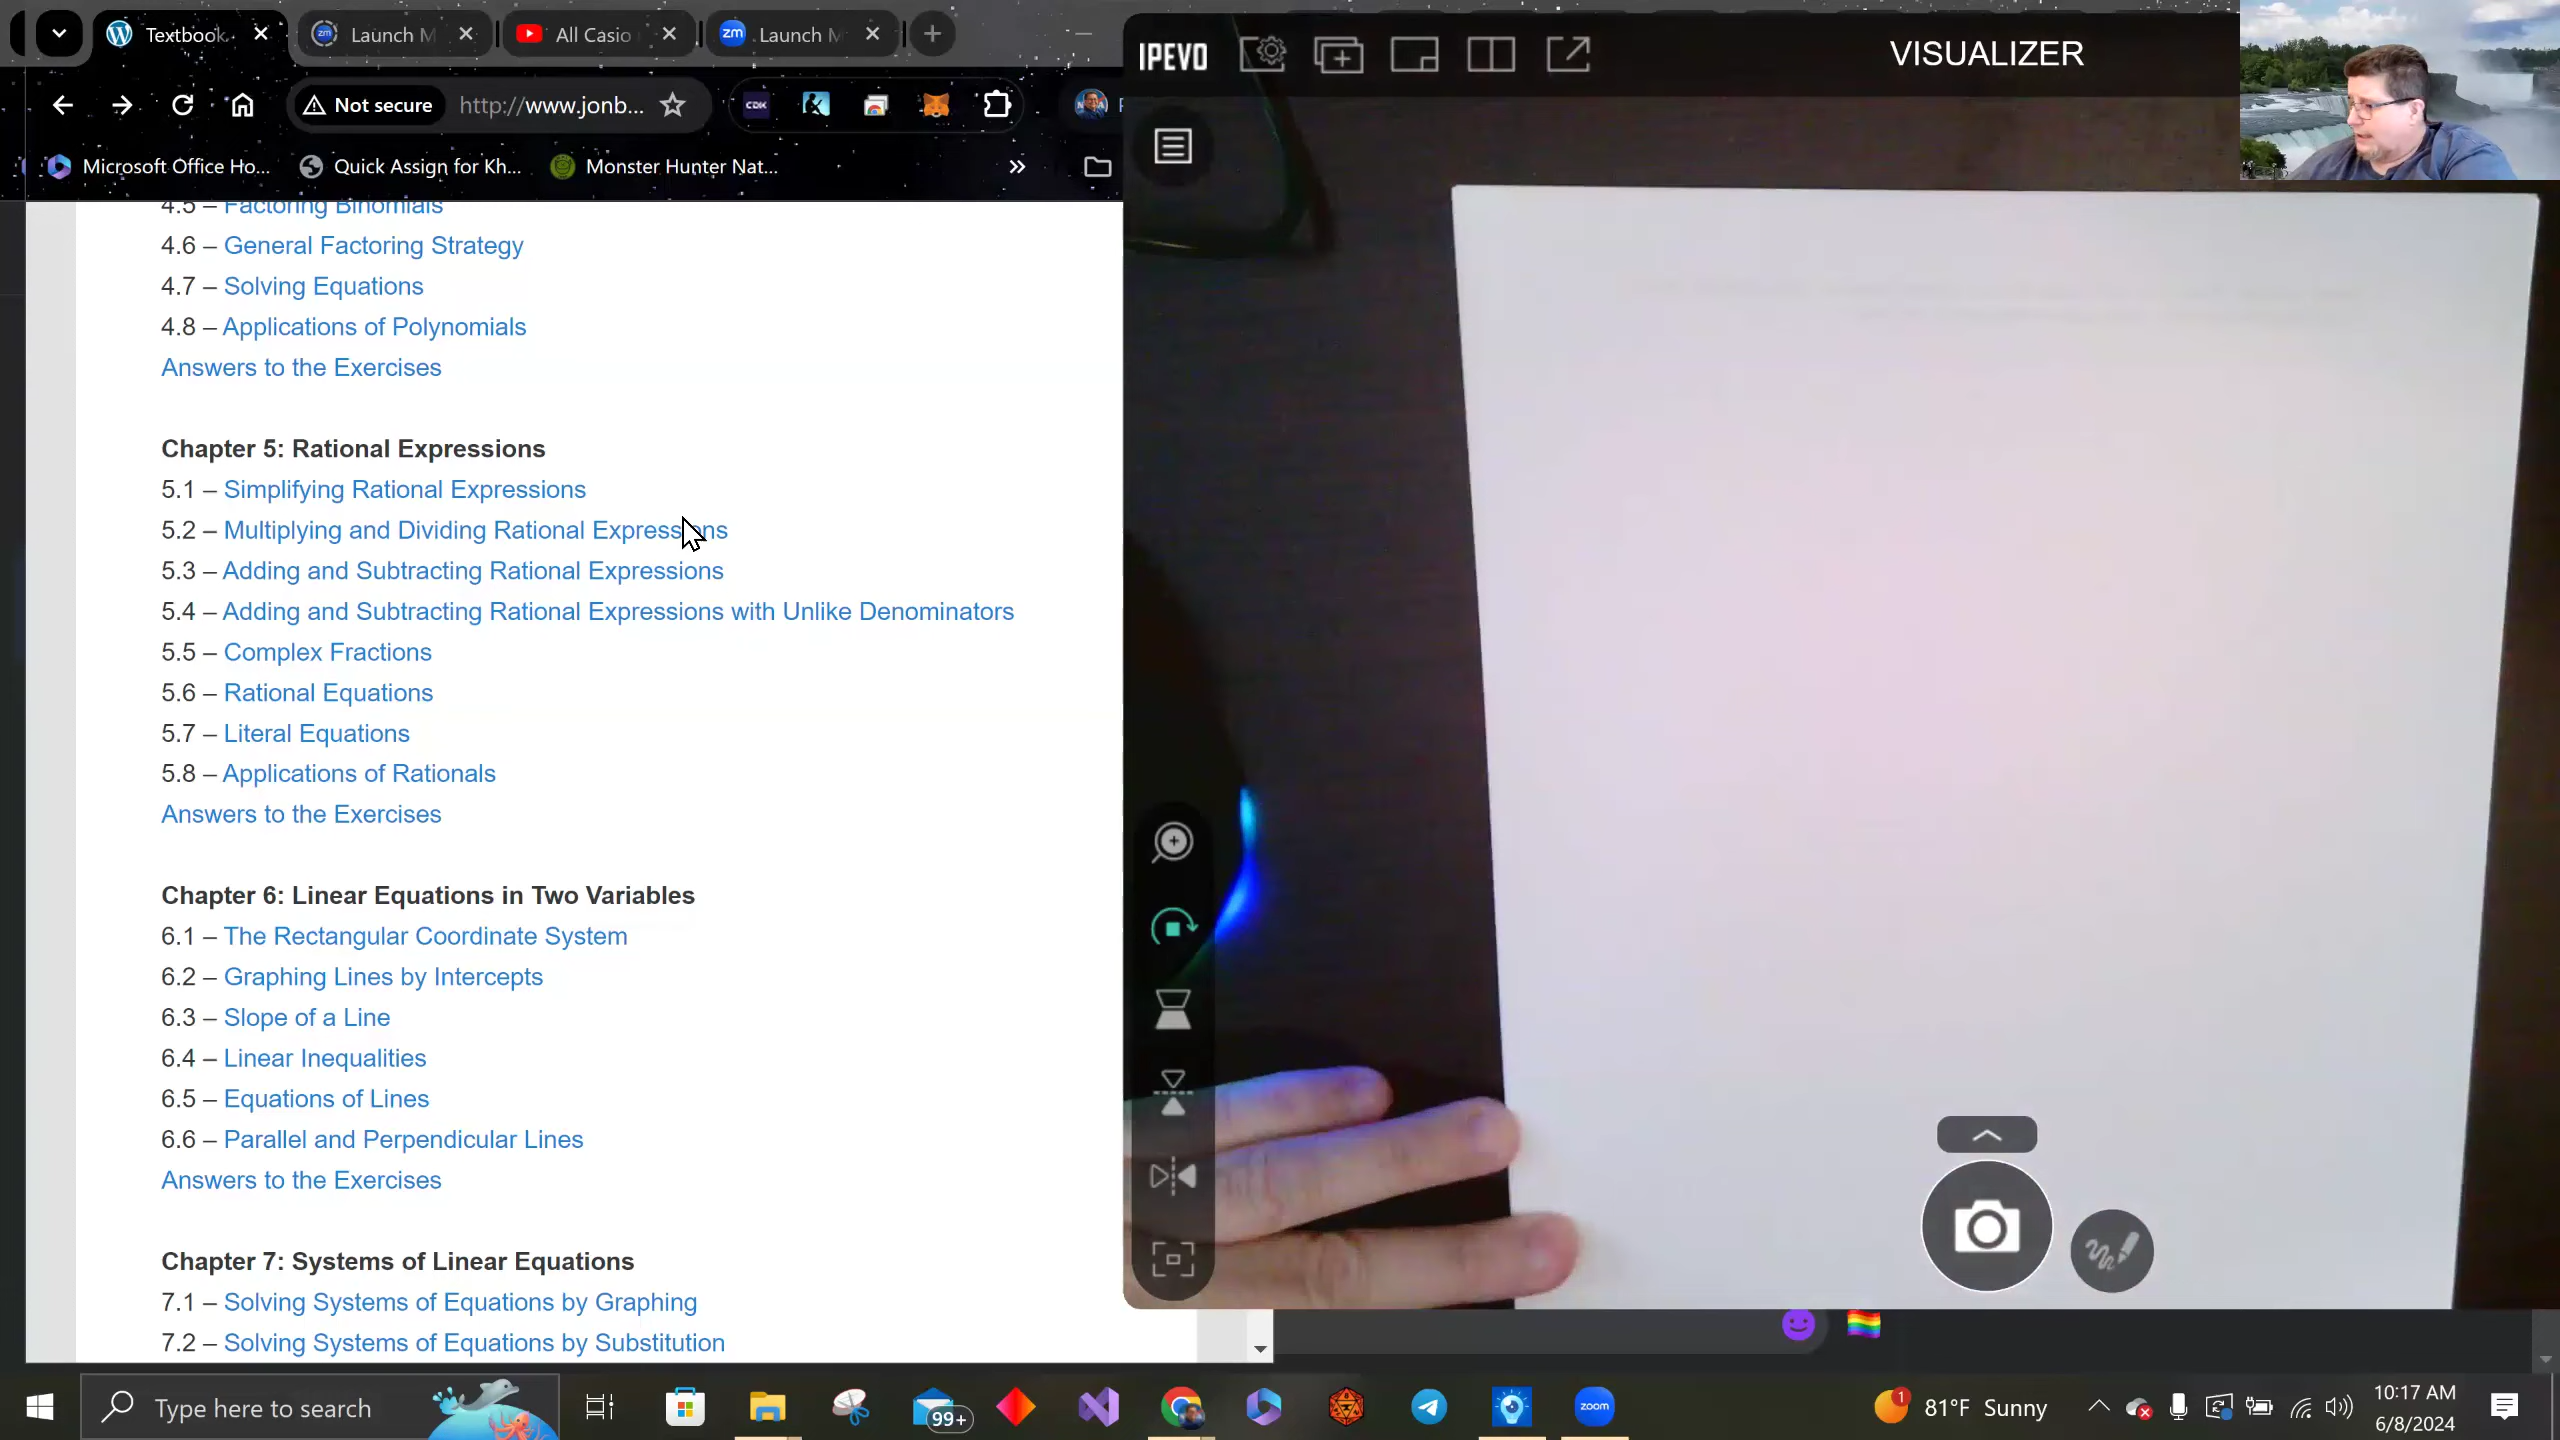 Textbook
Launch M
All Casio
Launch M
Not secure
http://www.jonb...
CDK
Microsoft Office Ho...
Quick Assign for Kh...
Monster Hunter Nat...
»
4.5 – Factoring Binomials
4.6 – General Factoring Strategy
4.7 – Solving Equations
4.8 – Applications of Polynomials
Answers to the Exercises
Chapter 5: Rational Expressions
5.1 – Simplifying Rational Expressions
5.2 – Multiplying and Dividing Rational Expressions
5.3 – Adding and Subtracting Rational Expressions
5.4 – Adding and Subtracting Rational Expressions with Unlike Denominators
5.5 – Complex Fractions
5.6 – Rational Equations
5.7 – Literal Equations
5.8 – Applications of Rationals
Answers to the Exercises
Chapter 6: Linear Equations in Two Variables
6.1 – The Rectangular Coordinate System
6.2 – Graphing Lines by Intercepts
6.3 – Slope of a Line
6.4 – Linear Inequalities
6.5 – Equations of Lines
6.6 – Parallel and Perpendicular Lines
Answers to the Exercises
Chapter 7: Systems of Linear Equations
7.1 – Solving Systems of Equations by Graphing
7.2 – Solving Systems of Equations by Substitution
IPEVO
VISUALIZER
Type here to search
99+
zoom
1
81°F Sunny
10:17 AM
6/8/2024